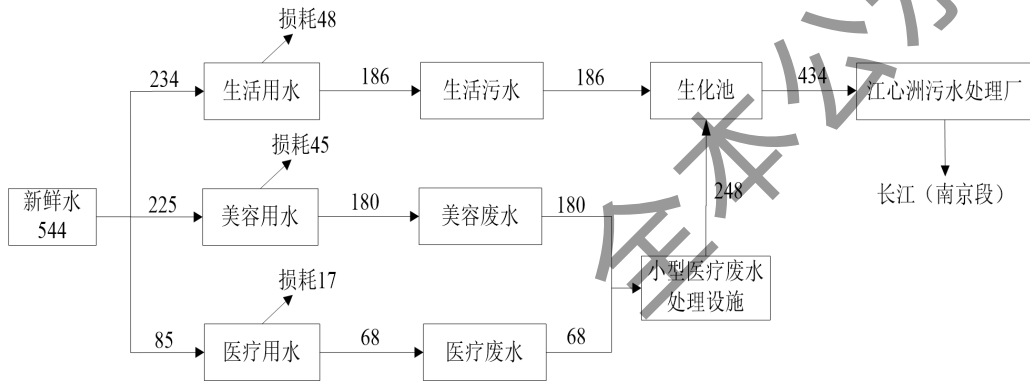 损耗48
234
生活用水
186
生活污水
186
生化池
434
江心洲污水处理厂
长江（南京段）
新鲜水
544
损耗45
225
美容用水
180
美容废水
180
248
小型医疗废水
处理设施
损耗17
85
医疗用水
68
医疗废水
68
全本公示